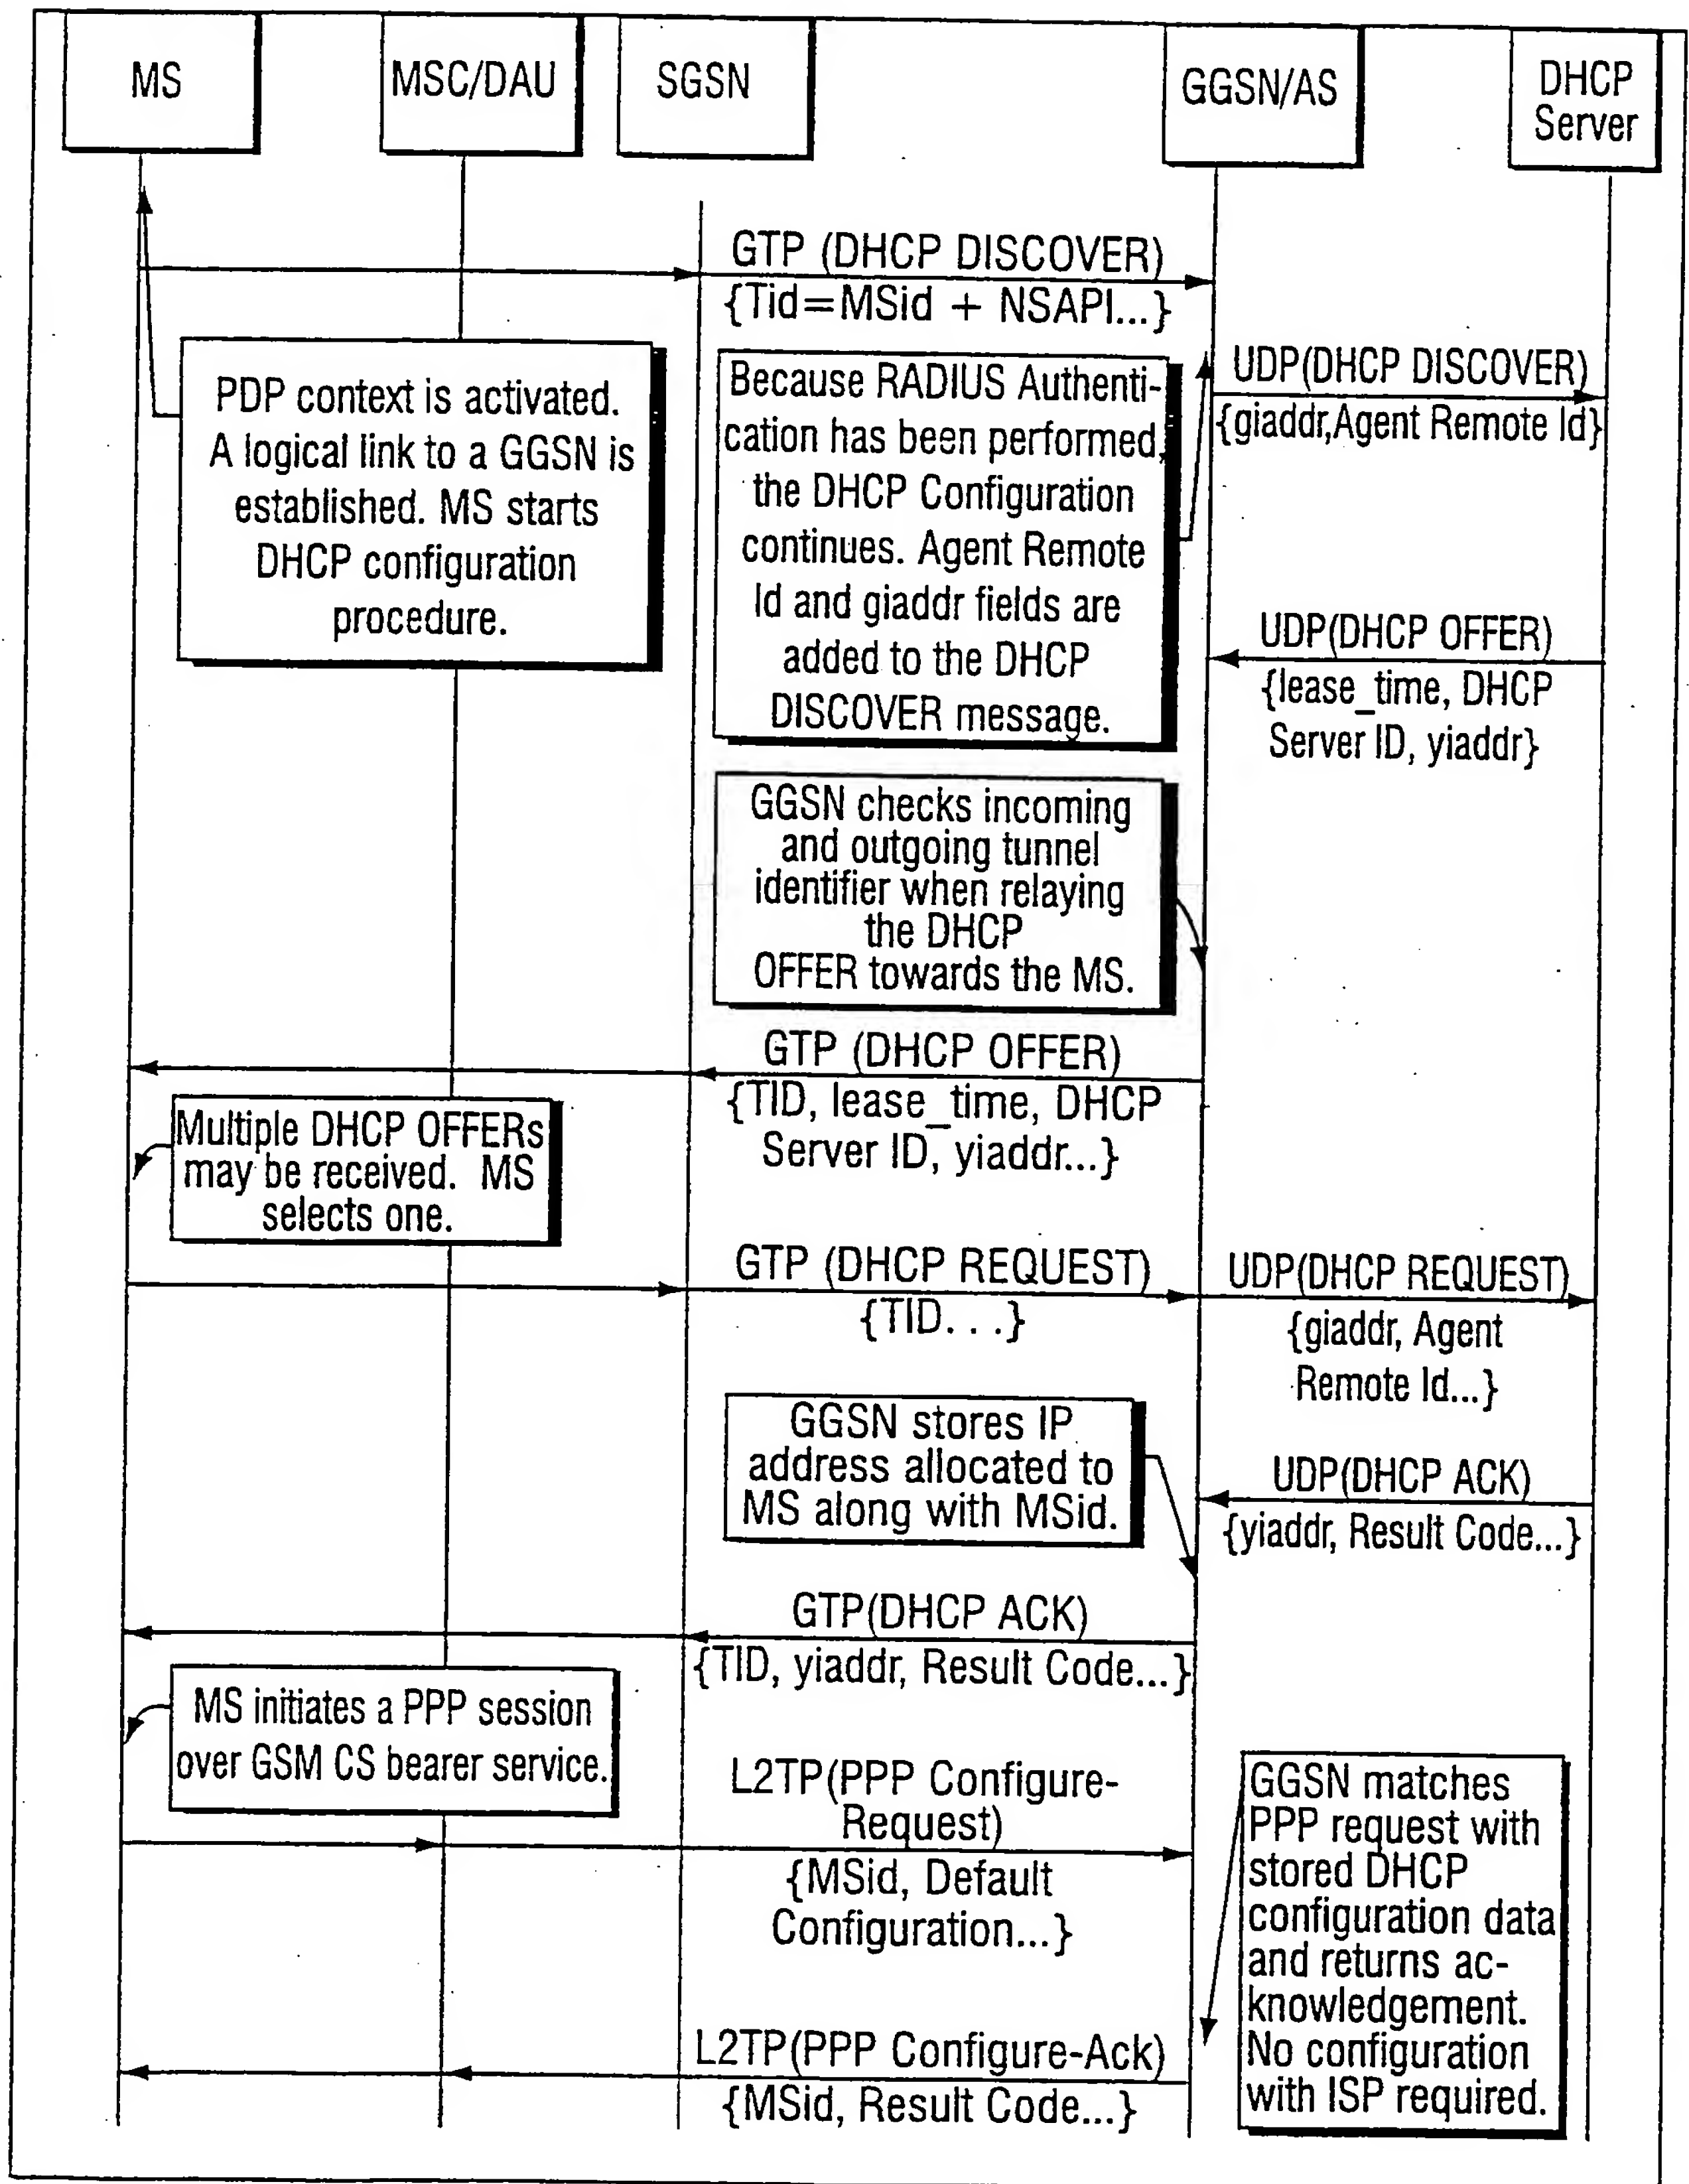 MS
MSC/DAU
SGSN
GGSN/AS
DHCP
Server
GTP (DHCP DISCOVER)
{Tid=MSid + NSAPI...}
PDP context is activated.
A logical link to a GGSN is
established. MS starts
DHCP configuration
procedure.
Because RADIUS Authenti-
cation has been performed,
the DHCP Configuration
continues. Agent Remote
Id and giaddr fields are
added to the DHCP
DISCOVER message.
UDP(DHCP DISCOVER)
{giaddr,Agent Remote Id}
UDP(DHCP OFFER)
{lease_time, DHCP
Server ID, yiaddr}
GGSN checks incoming
and outgoing tunnel
identifier when relaying
the DHCP
OFFER towards the MS.
GTP (DHCP OFFER)
{TID, lease_time, DHCP
Server ID, yiaddr...}
Multiple DHCP OFFERs
may be received. MS
selects one.
GTP (DHCP REQUEST)
{TID. . .}
UDP(DHCP REQUEST)
{giaddr, Agent
Remote Id...}
GGSN stores IP
address allocated to
MS along with MSid.
UDP(DHCP ACK)
{yiaddr, Result Code...}
GTP(DHCP ACK)
{TID, yiaddr, Result Code...}
MS initiates a PPP session
over GSM CS bearer service.
L2TP(PPP Configure-
Request)
{MSid, Default
Configuration...}
GGSN matches
PPP request with
stored DHCP
configuration data
and returns ac-
knowledgement.
No configuration
with ISP required.
L2TP(PPP Configure-Ack)
{MSid, Result Code...}